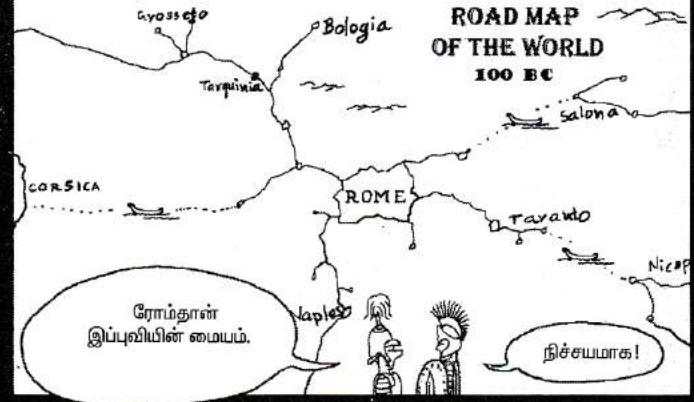 Grosseto
Bologia
ROAD MAP
OF THE WORLD
100 BC
Tarquinia
Salona
CORSICA
ROME
Taranto
Nicop
Naples
ரோம்தான்
இப்புவியின் மையம்.
நிச்சயமாக!